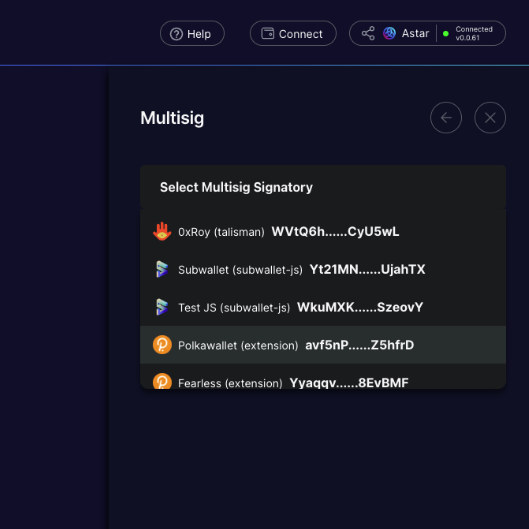 Help
Connect
Astar
Connected
v0.0.61
Multisig
Select Multisig Signatory
0xRoy (talisman) WVtQ6h......CyU5wL
Subwallet (subwallet-js) Yt21MN......UjahTX
Test JS (subwallet-js) WkuMXK......SzeovY
Polkawallet (extension) avf5nP......Z5hfrD
Fearless (extension) Yyaqqv......8EvBMF